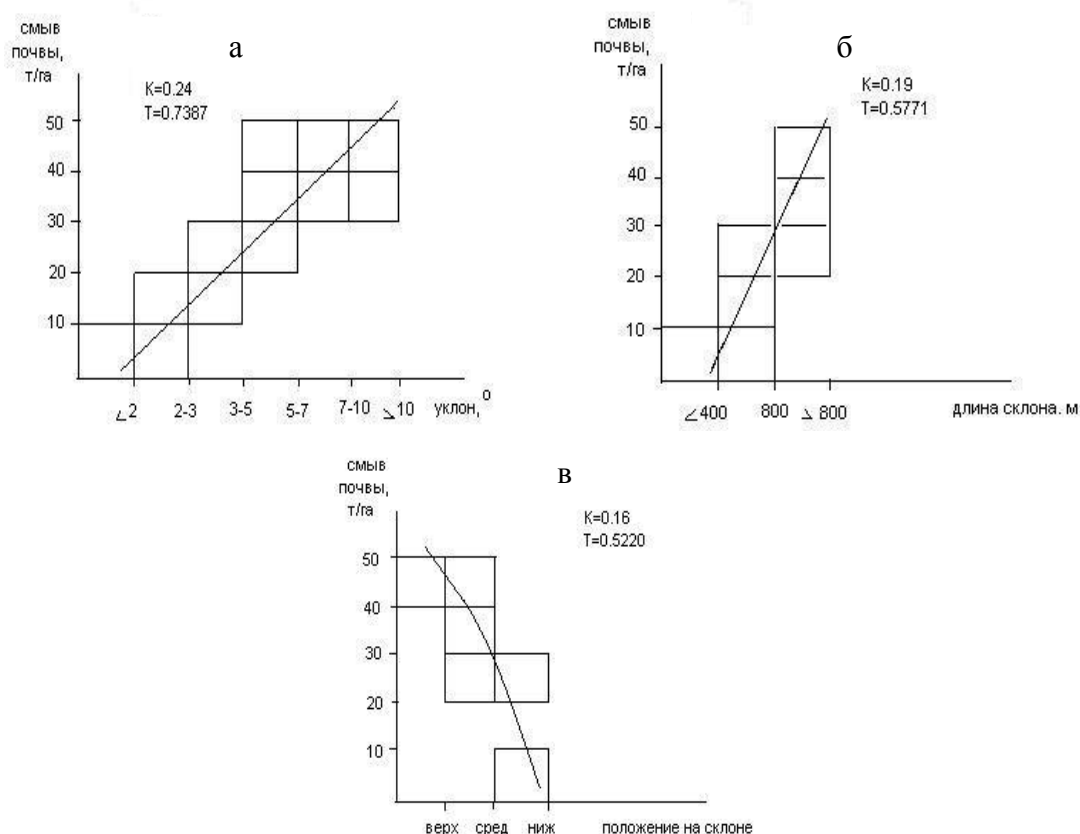 смыв
почвы,
т/га
а
K=0.24
T=0.7387
50
40
30
20
10
∠2 2-3 3-5 5-7 7-10 ⦣10 уклон, o
смыв
почвы,
т/га
б
K=0.19
T=0.5771
50
40
30
20
10
∠400 800 ⦣ 800 длина склона. м
смыв
почвы,
т/га
в
K=0.16
T=0.5220
50
40
30
20
10
верх сред ниж положение на склоне